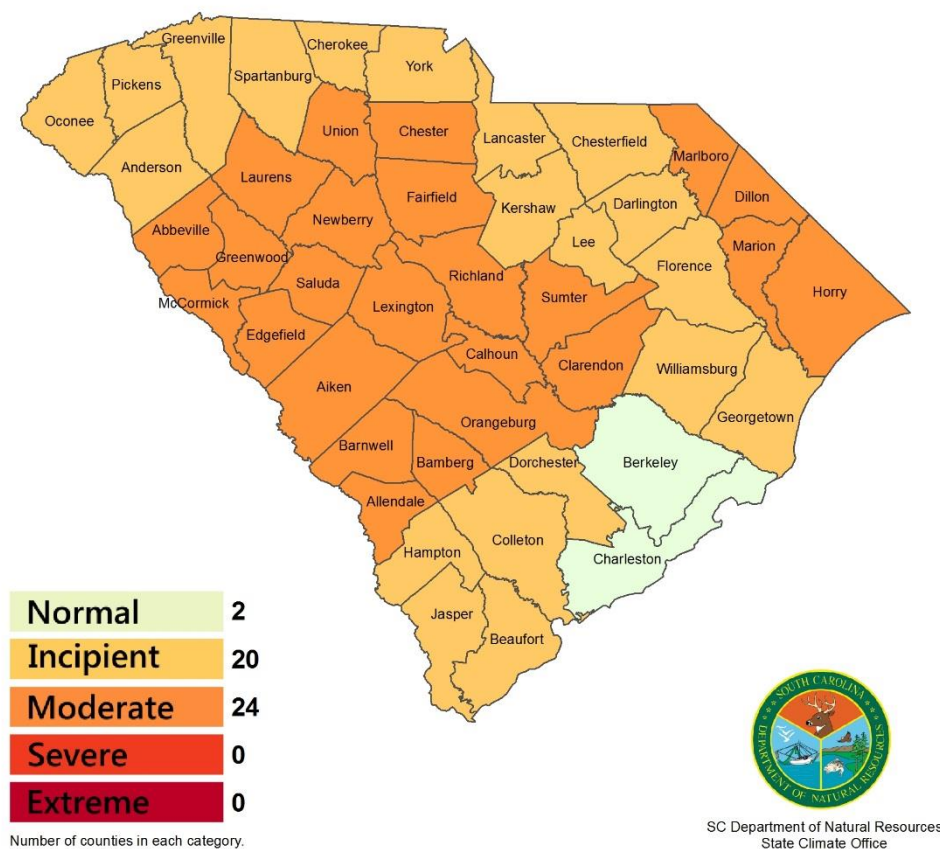 Greenville
Cherokee
York
Spartanburg
Pickens
Oconee
Union
Chester
Lancaster
Chesterfield
Anderson
Marlboro
Laurens
Dillon
Fairfield
Kershaw
Darlington
Newberry
Abbeville
Lee
Marion
Greenwood
Florence
Richland
Saluda
Horry
Sumter
McCormick
Lexington
Edgefield
Calhoun
Clarendon
Williamsburg
Aiken
Georgetown
Orangeburg
Barnwell
Bamberg
Dorchester
Berkeley
Allendale
Colleton
Hampton
Charleston
Jasper
Beaufort
Normal 2
Incipient 20
Moderate 24
Severe 0
Extreme 0
Number of counties in each category.
SOUTH CAROLINA
DEPARTMENT OF NATURAL RESOURCES
SC Department of Natural Resources
State Climate Office